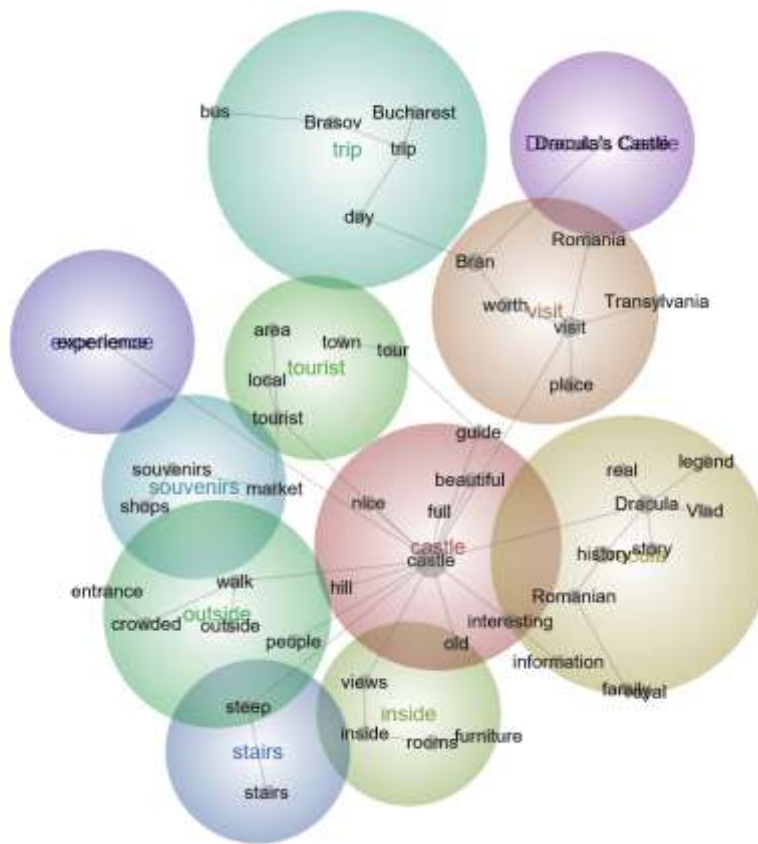 bus
Bucharest
Brasov
trip
trip
day
Dracula's Castle
Romania
Bran
worth
visit
visit
Transylvania
place
experience
area
town
tour
tourist
local
tourist
guide
souvenirs
souvenirs
market
shops
nice
beautiful
full
castle
castle
real
legend
Dracula
Vlad
history
story
Romanian
interesting
information
family
royal
entrance
walk
hill
outside
crowded
outside
people
old
views
steep
inside
inside
rooms
furniture
stairs
stairs